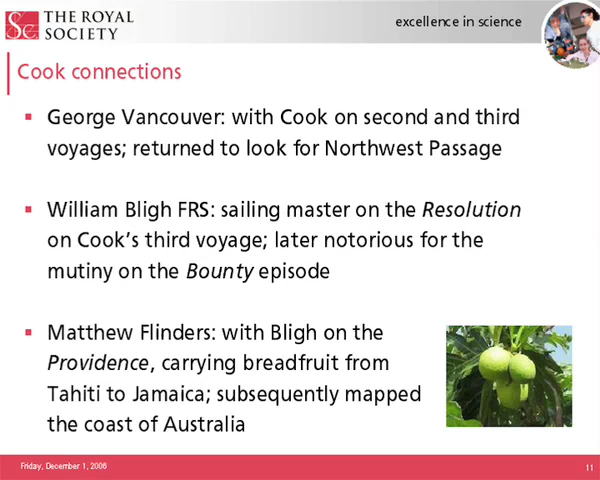 THE ROYAL
SOCIETY
excellence in science
Cook connections
▪ George Vancouver: with Cook on second and third
voyages; returned to look for Northwest Passage
▪ William Bligh FRS: sailing master on the Resolution
on Cook’s third voyage; later notorious for the
mutiny on the Bounty episode
▪ Matthew Flinders: with Bligh on the
Providence, carrying breadfruit from
Tahiti to Jamaica; subsequently mapped
the coast of Australia
Friday, December 1, 2006
11